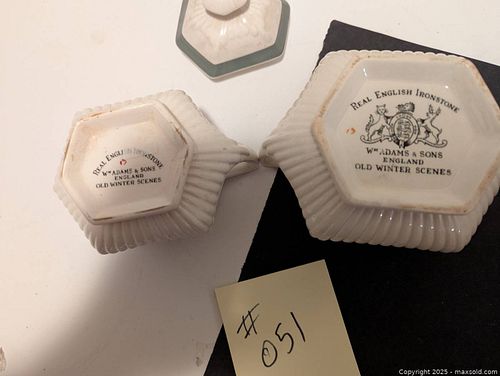 REAL ENGLISH IRONSTONE
WM ADAMS & SONS
ENGLAND
OLD WINTER SCENES
REAL ENGLISH IRONSTONE
WM ADAMS & SONS
ENGLAND
OLD WINTER SCENES
#
051
Copyright 2025 - maxsold.com